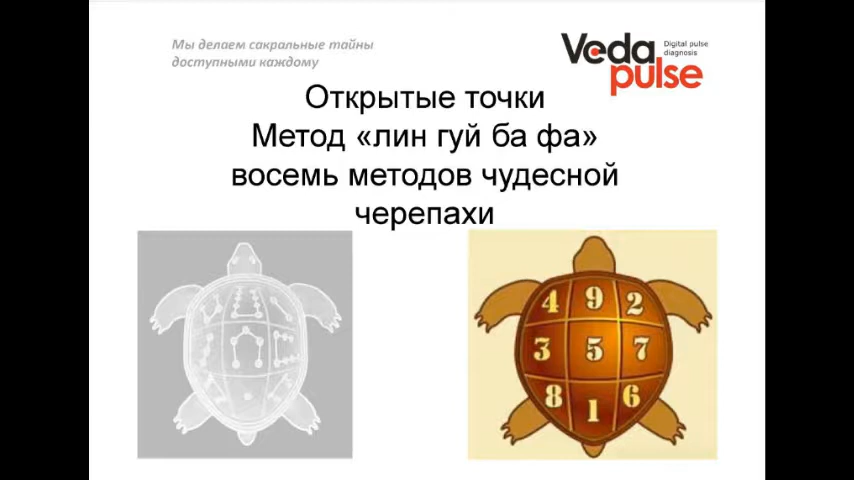 Мы делаем сакральные тайны
доступными каждому
Veda
pulse
Digital pulse
diagnosis
Открытые точки
Метод «лин гуй ба фа»
восемь методов чудесной
черепахи
4 9 2
3 5 7
8 1 6